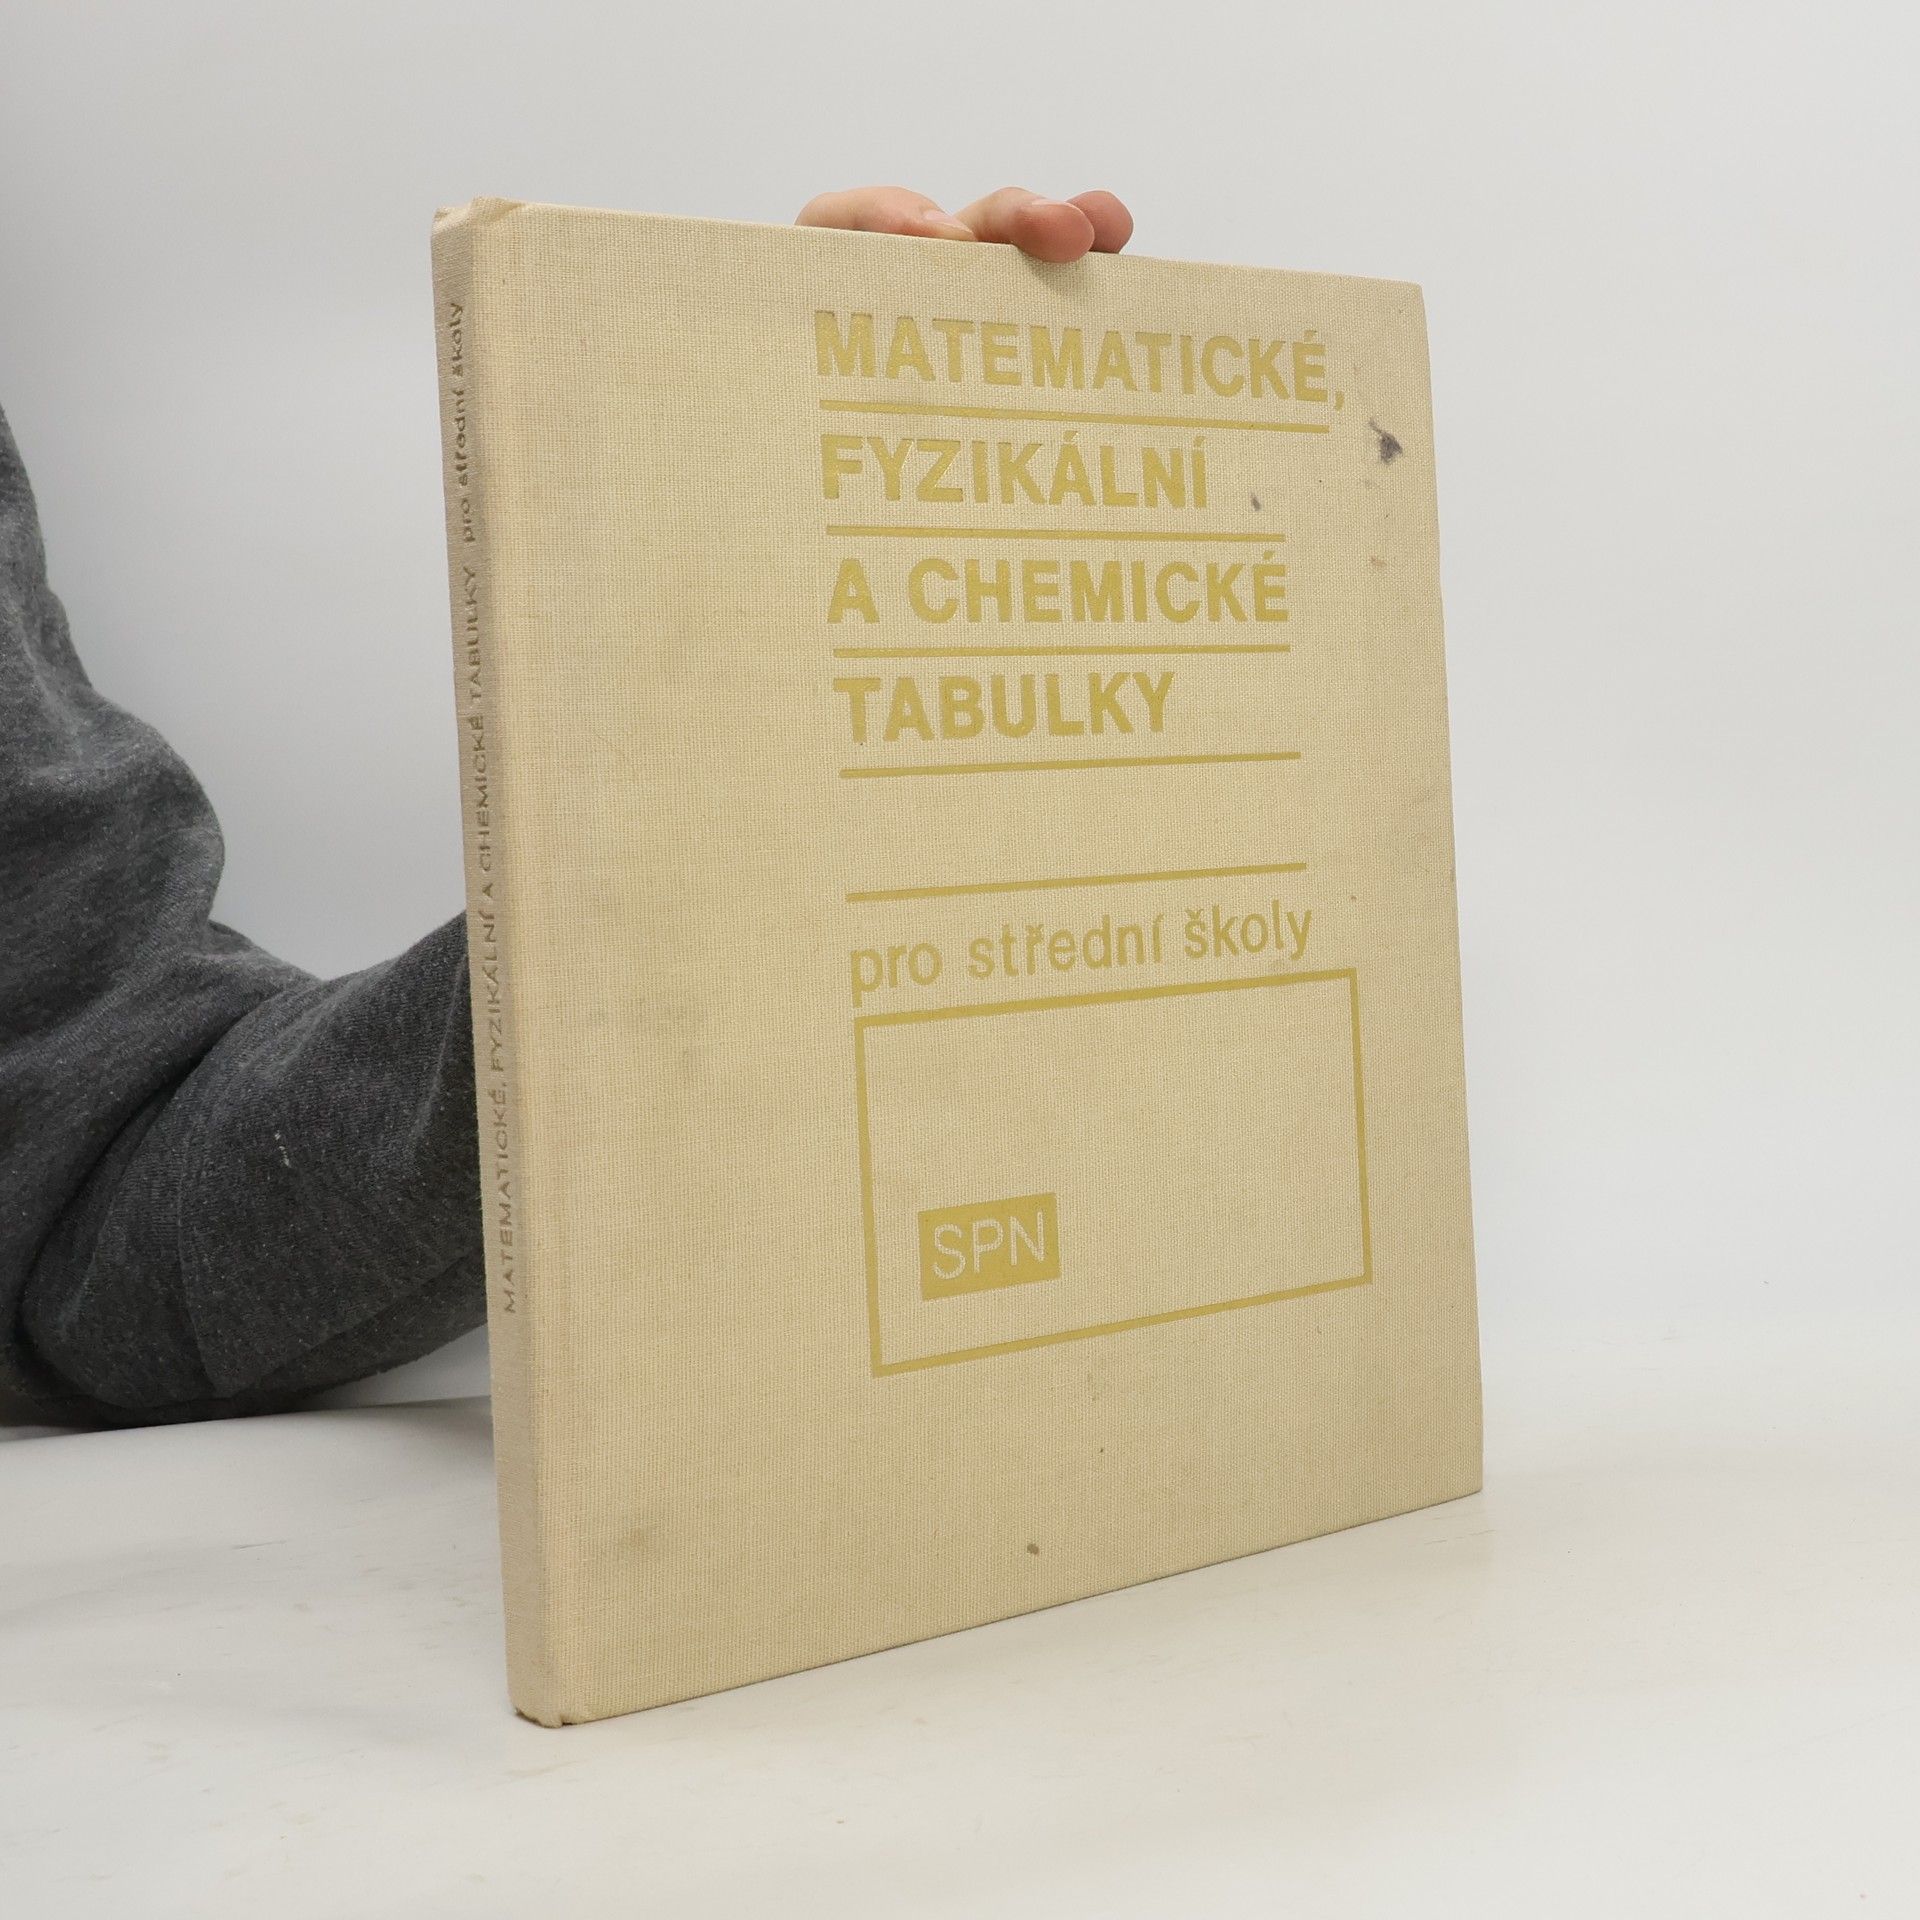 MATEMATICKÉ, FYZIKÁLNÍ A CHEMICKÉ TABULKY pro střední školy
MATEMATICKÉ,
FYZIKÁLNÍ
A CHEMICKÉ
TABULKY
pro střední školy
SPN